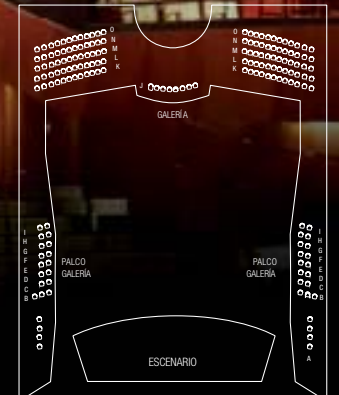 O O
N N
M M
L L
K K
J
GALERÍA
I I
H H
G G
F F
E E
D D
C C
B B
PALCO PALCO
GALERÍA GALERÍA
ESCENARIO
A